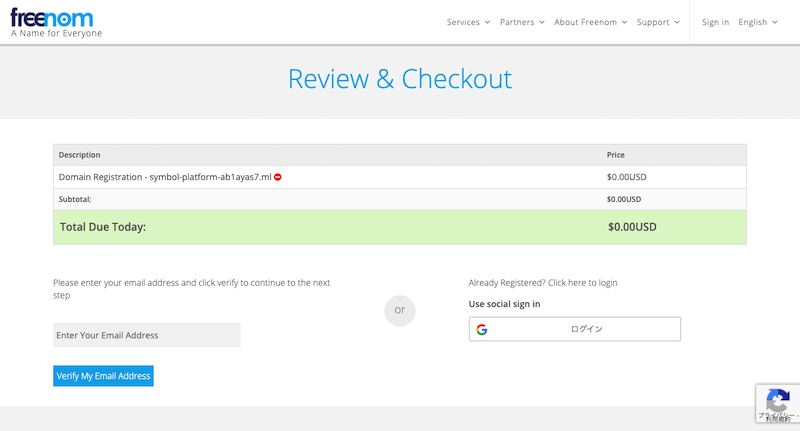 freenom
A Name for Everyone
Services Partners About Freenom Support Sign in English
Review & Checkout
Description Price
Domain Registration - symbol-platform-ab1ayas7.ml $0.00USD
Subtotal: $0.00USD
Total Due Today: $0.00USD
Please enter your email address and click verify to continue to the next
step
Enter Your Email Address
Verify My Email Address
or
Already Registered? Click here to login
Use social sign in
ログイン
プライバシー -
利用規約